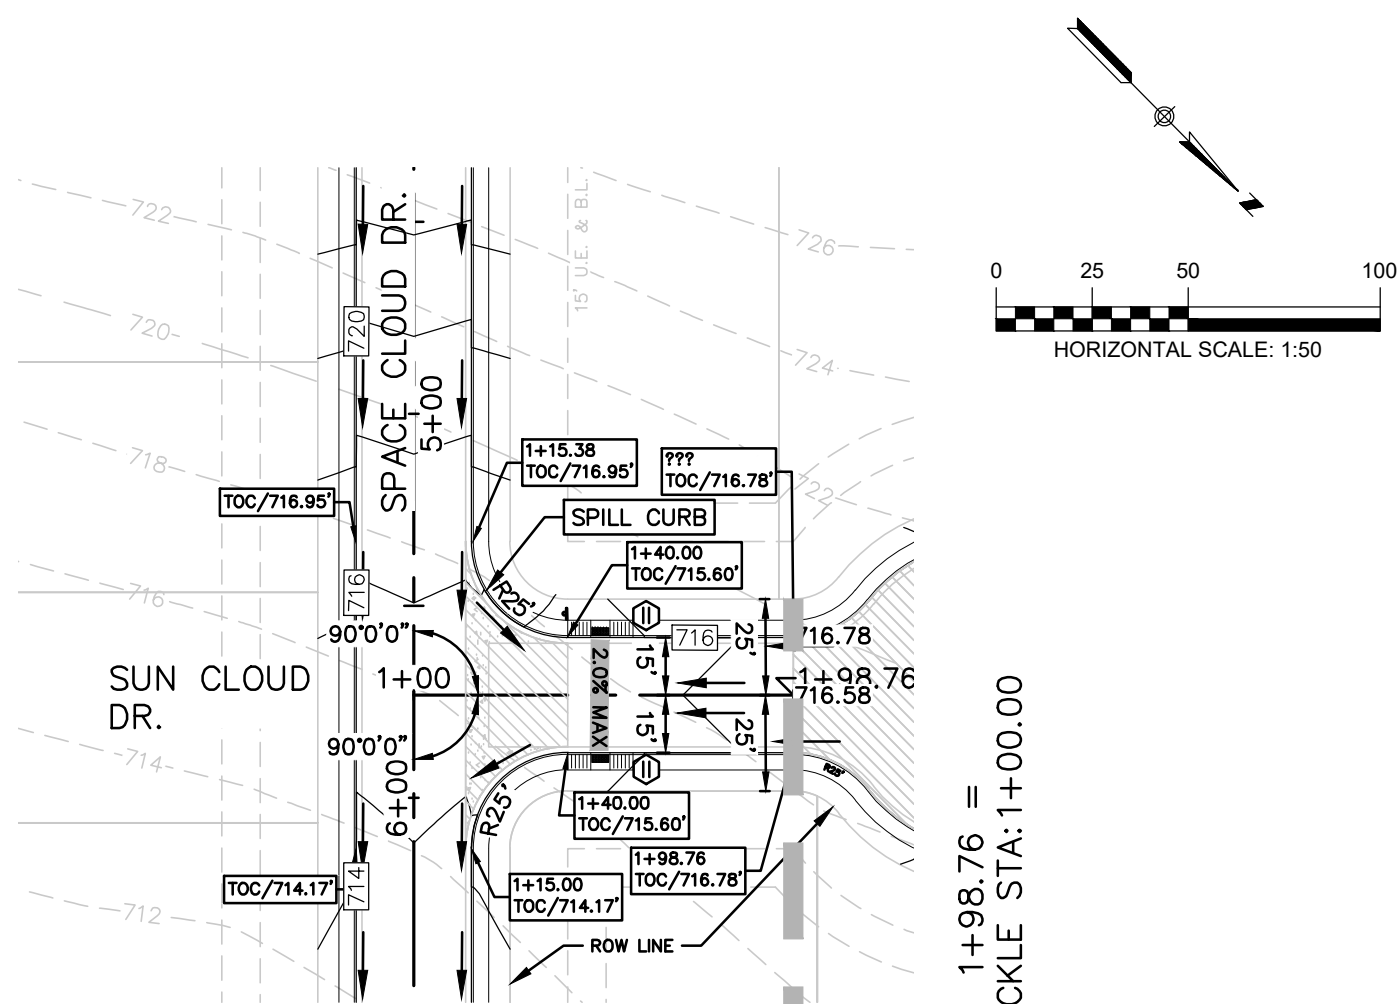 N
0 25 50 100
HORIZONTAL SCALE: 1:50
722
720
718
716
714
712
726
724
722
15' U.E. & B.L.
SPACE CLOUD DR.
720
5+00
716
6+00
714
1+15.38
TOC/716.95'
???
TOC/716.78'
TOC/716.95'
SPILL CURB
1+40.00
TOC/715.60'
R25'
90°0'0"
716
15'
25'
716.78
SUN CLOUD
DR.
1+00
2.0% MAX
1+98.76
716.58
15'
25'
90°0'0"
R25'
R25'
1+40.00
TOC/715.60'
1+98.76
TOC/716.78'
TOC/714.17'
1+15.00
TOC/714.17'
ROW LINE
1+98.76 =
CKLE STA: 1+00.00